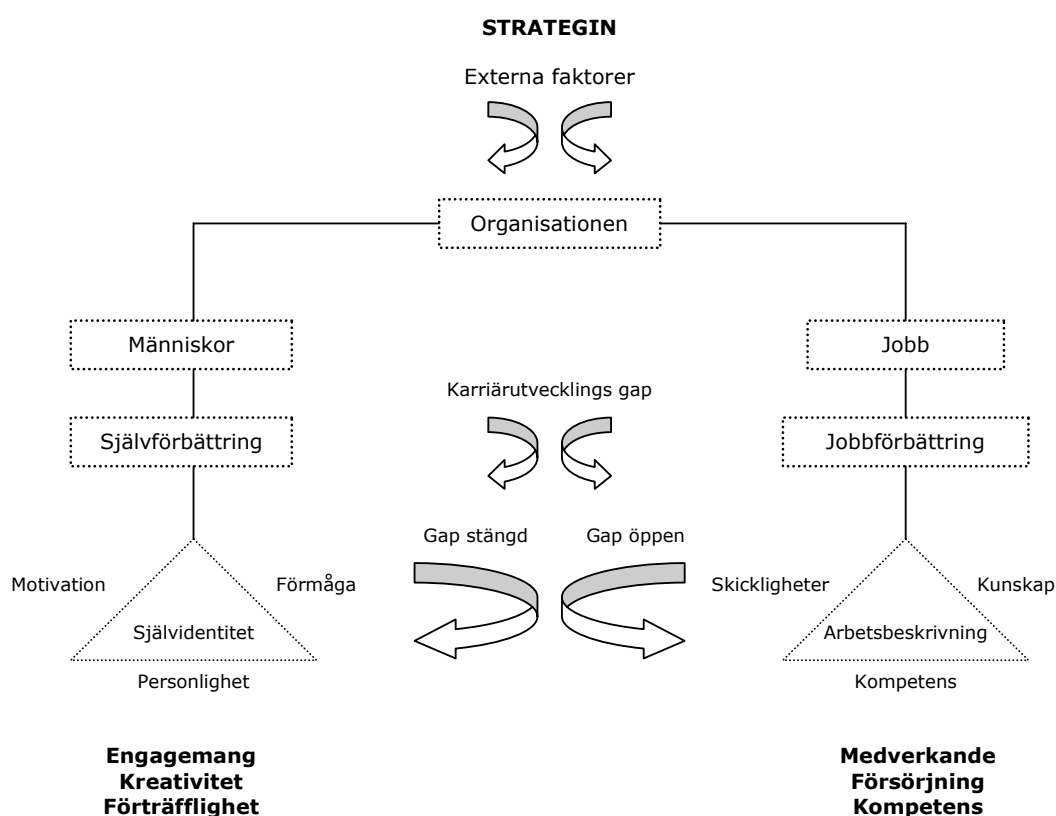 STRATEGIN
Externa faktorer
Organisationen
Människor
Jobb
Karriärutvecklings gap
Självförbättring
Jobbförbättring
Gap stängd
Gap öppen
Motivation
Förmåga
Skickligheter
Kunskap
Självidentitet
Arbetsbeskrivning
Personlighet
Kompetens
Engagemang
Kreativitet
Förträfflighet
Medverkande
Försörjning
Kompetens